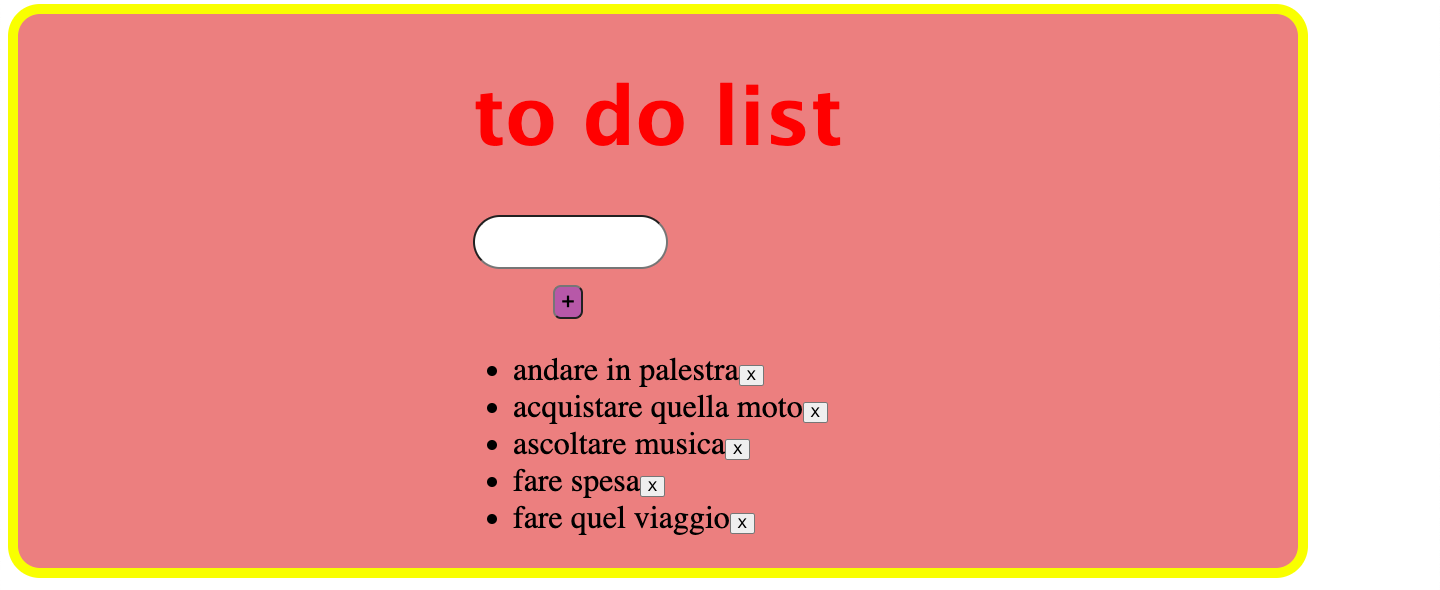 to do list
+
andare in palestra x
acquistare quella moto x
ascoltare musica x
fare spesa x
fare quel viaggio x